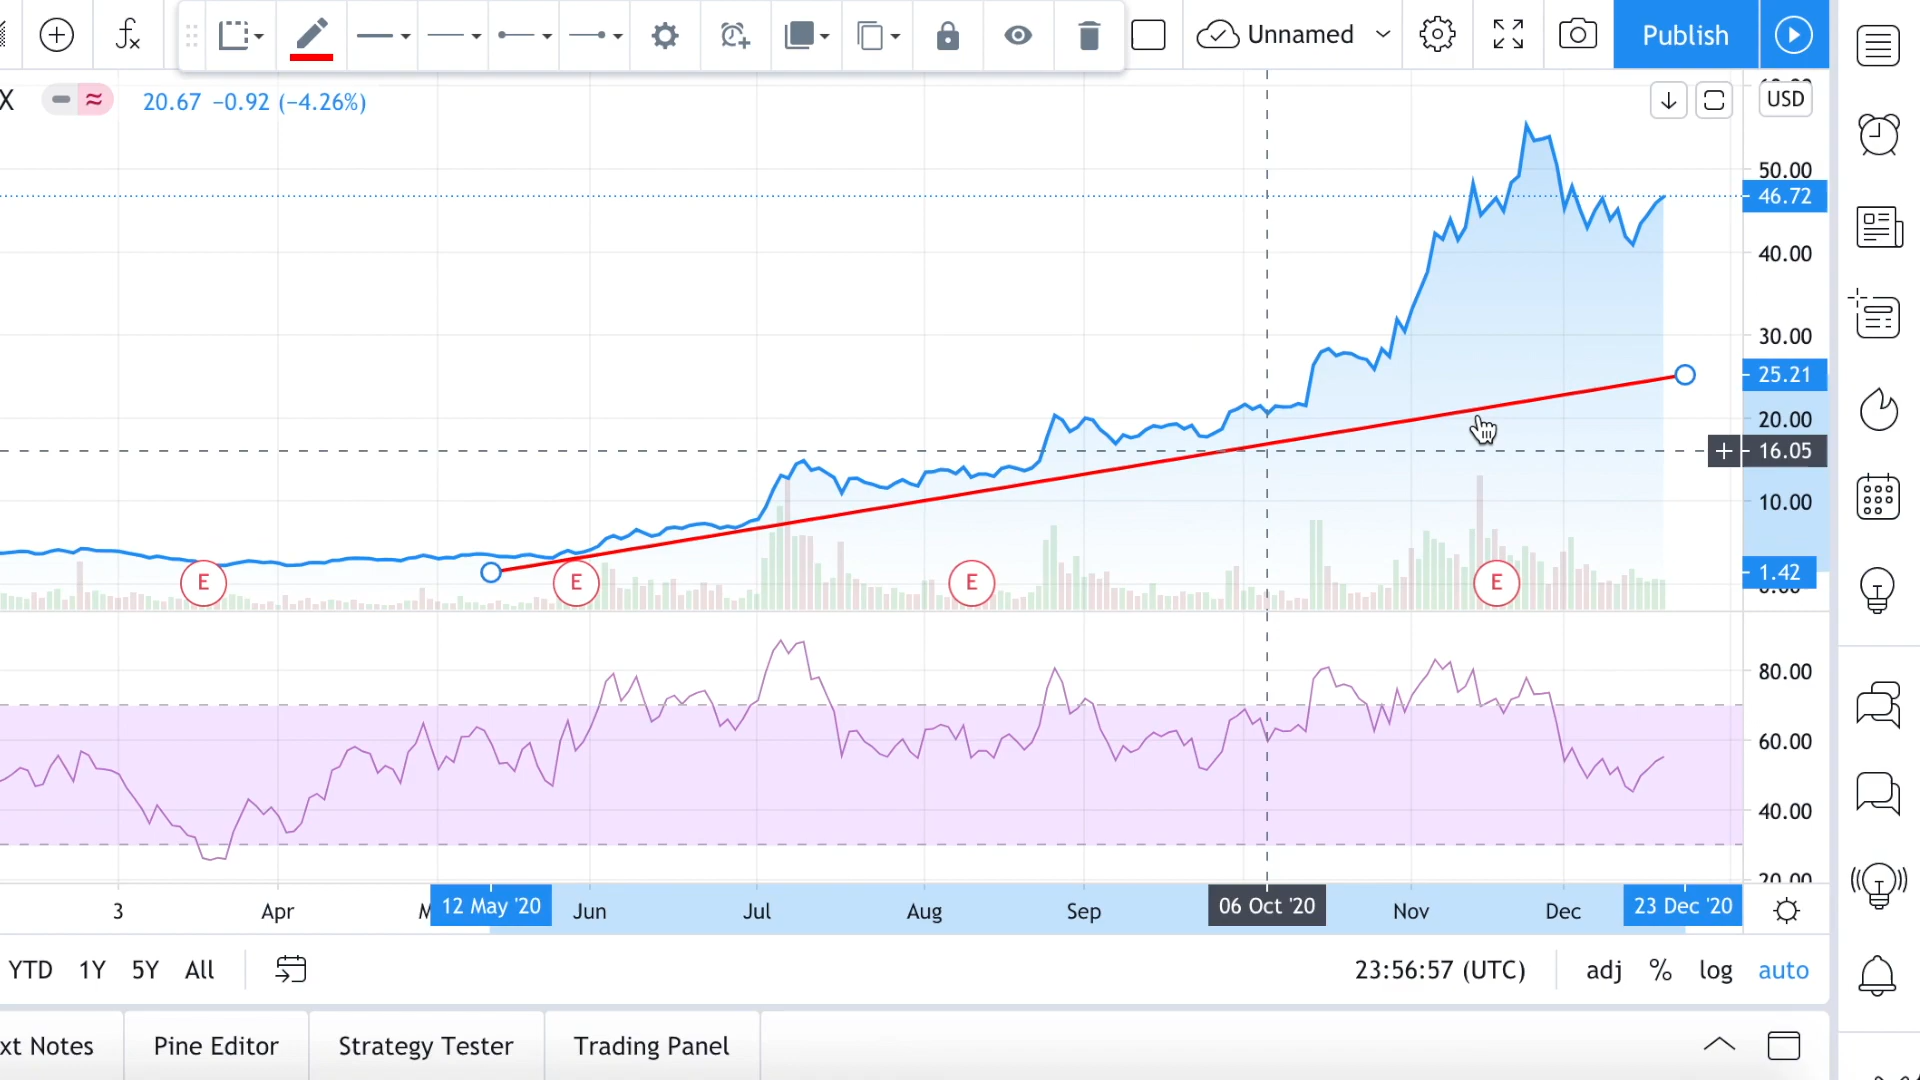 fx
Unnamed
Publish
X
20.67 −0.92 (−4.26%)
USD
50.00
46.72
40.00
30.00
25.21
20.00
16.05
10.00
1.42
E
E
E
E
80.00
60.00
40.00
3
Apr
M
12 May '20
Jun
Jul
Aug
Sep
06 Oct '20
Nov
Dec
23 Dec '20
YTD 1Y 5Y All
23:56:57 (UTC)
adj % log auto
xt Notes
Pine Editor
Strategy Tester
Trading Panel